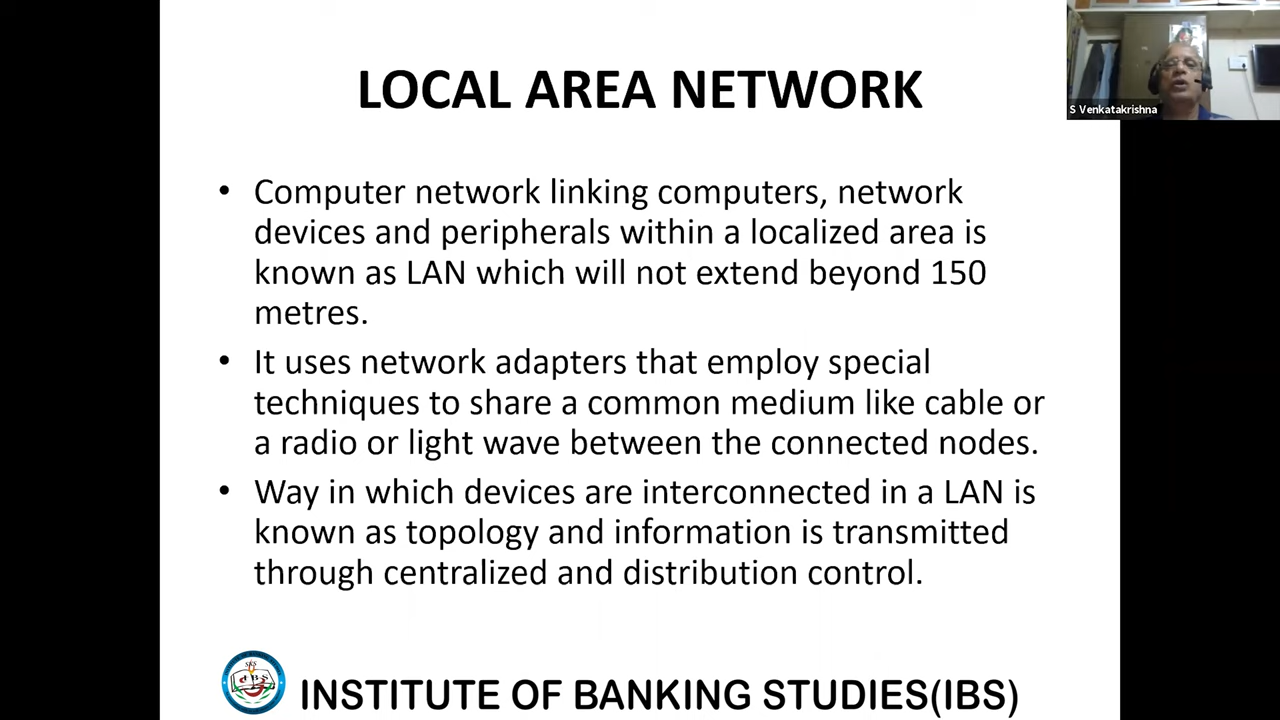 LOCAL AREA NETWORK
S Venkatakrishna
• Computer network linking computers, network
devices and peripherals within a localized area is
known as LAN which will not extend beyond 150
metres.
• It uses network adapters that employ special
techniques to share a common medium like cable or
a radio or light wave between the connected nodes.
• Way in which devices are interconnected in a LAN is
known as topology and information is transmitted
through centralized and distribution control.
INSTITUTE OF BANKING STUDIES(IBS)